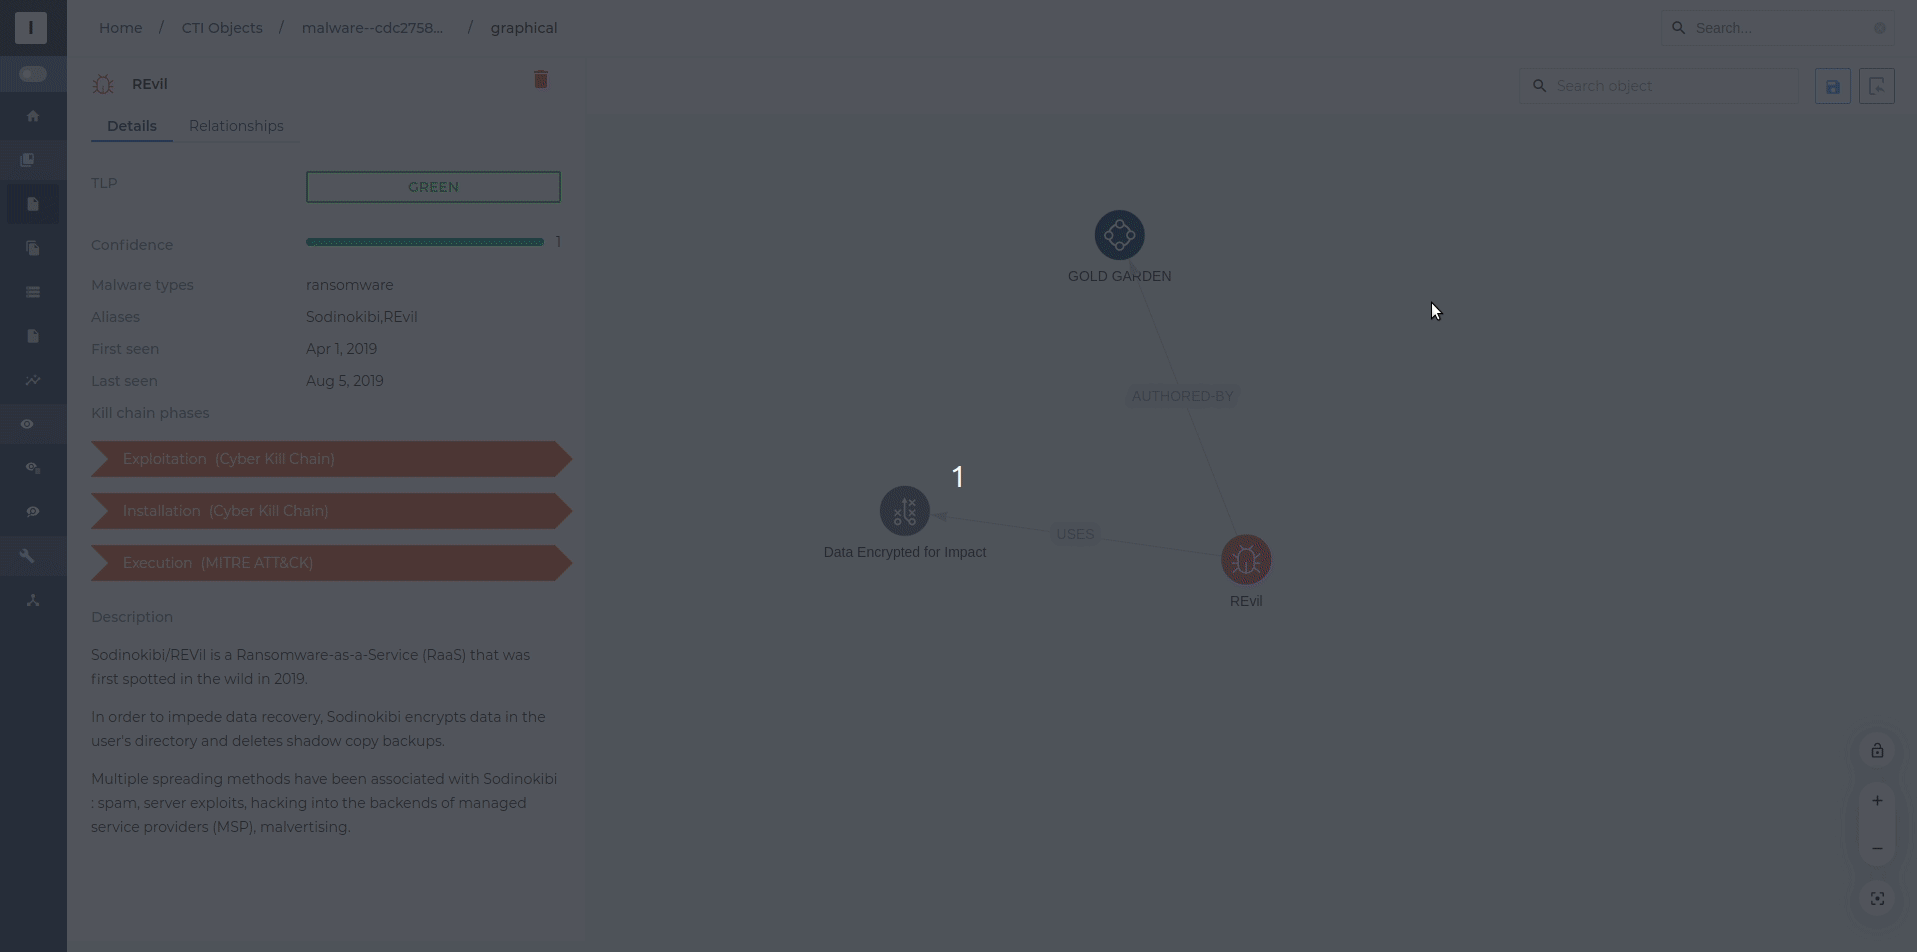 I
Home / CTI Objects / malware--cdc2758... / graphical
Search...
REvil
Search object
Details Relationships
TLP GREEN
Confidence 1
Malware types ransomware
Aliases Sodinokibi,REvil
First seen Apr 1, 2019
Last seen Aug 5, 2019
Kill chain phases
Exploitation (Cyber Kill Chain)
Installation (Cyber Kill Chain)
Execution (MITRE ATT&CK)
Description
Sodinokibi/REVil is a Ransomware-as-a-Service (RaaS) that was
first spotted in the wild in 2019.
In order to impede data recovery, Sodinokibi encrypts data in the
user's directory and deletes shadow copy backups.
Multiple spreading methods have been associated with Sodinokibi
: spam, server exploits, hacking into the backends of managed
service providers (MSP), malvertising.
GOLD GARDEN
AUTHORED-BY
1
USES
Data Encrypted for Impact
REvil
+
−